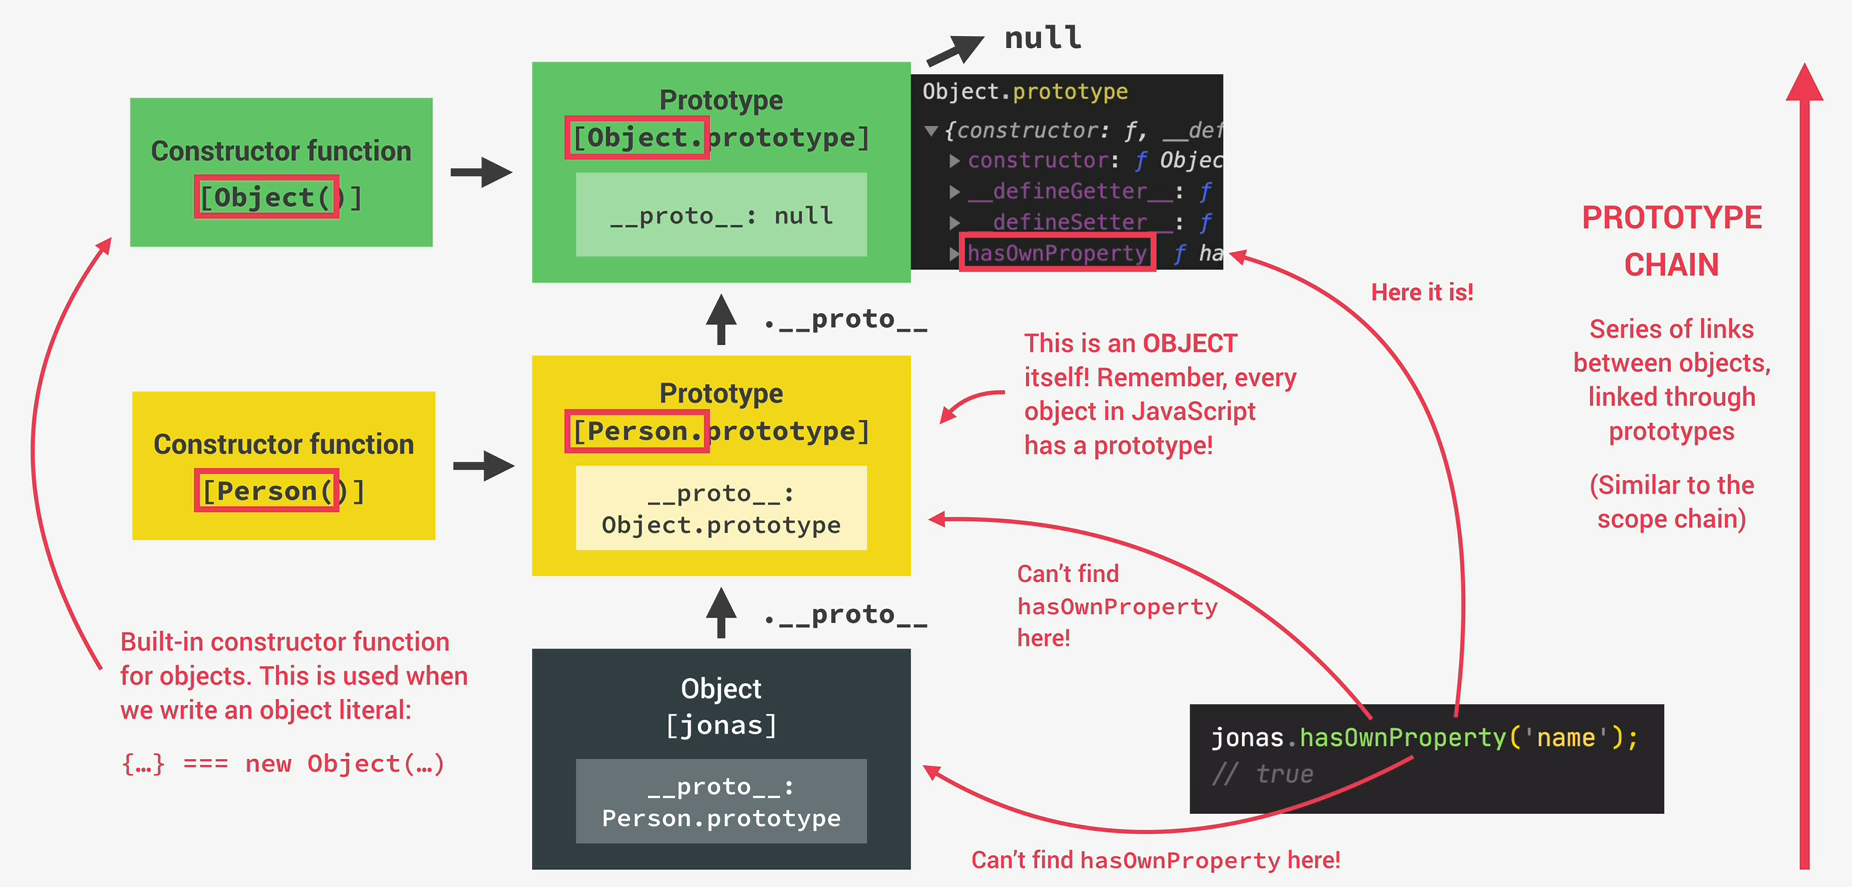 null
Constructor function
[Object()]
Prototype
[Object.prototype]
__proto__: null
Object.prototype
{constructor: ƒ, __def
constructor: ƒ Objec
__defineGetter__: ƒ
__defineSetter__: ƒ
hasOwnProperty ƒ ha
Here it is!
PROTOTYPE
CHAIN
Series of links
between objects,
linked through
prototypes
(Similar to the
scope chain)
.__proto__
This is an OBJECT
itself! Remember, every
object in JavaScript
has a prototype!
Constructor function
[Person()]
Prototype
[Person.prototype]
__proto__:
Object.prototype
Can't find
hasOwnProperty
here!
.__proto__
Built-in constructor function
for objects. This is used when
we write an object literal:
{…} === new Object(…)
Object
[jonas]
__proto__:
Person.prototype
jonas.hasOwnProperty('name');
// true
Can't find hasOwnProperty here!